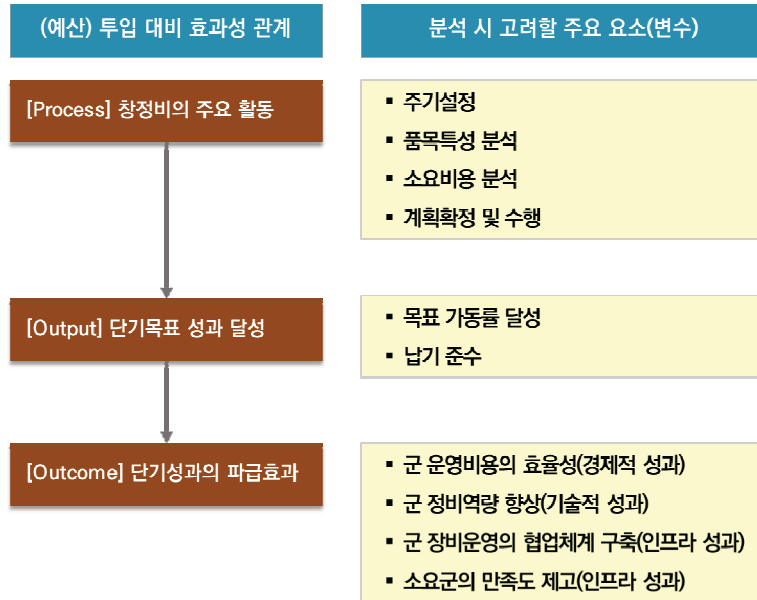 (예산) 투입 대비 효과성 관계
분석 시 고려할 주요 요소(변수)
[Process] 창정비의 주요 활동
▪ 주기설정
▪ 품목특성 분석
▪ 소요비용 분석
▪ 계획확정 및 수행
[Output] 단기목표 성과 달성
▪ 목표 가동률 달성
▪ 납기 준수
[Outcome] 단기성과의 파급효과
▪ 군 운영비용의 효율성(경제적 성과)
▪ 군 정비역량 향상(기술적 성과)
▪ 군 장비운영의 협업체계 구축(인프라 성과)
▪ 소요군의 만족도 제고(인프라 성과)